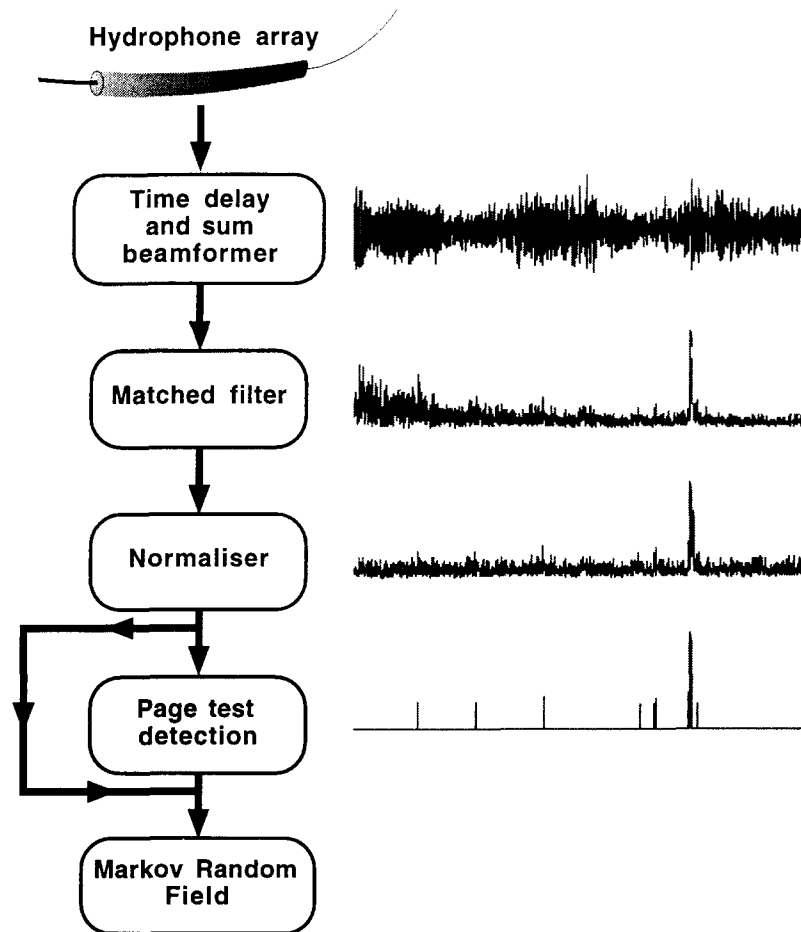 Hydrophone array
Time delay
and sum
beamformer
Matched filter
Normaliser
Page test
detection
Markov Random
Field